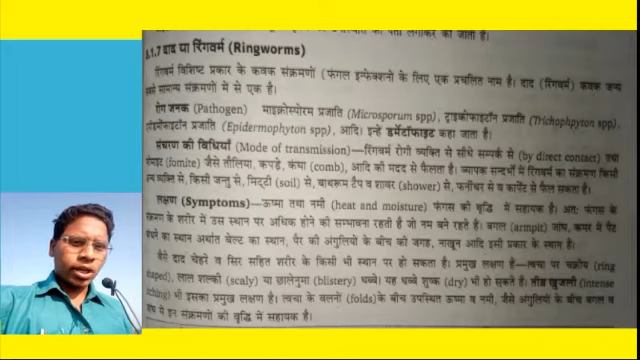 लगाकर की जाती है।
8.1.7 दाद या रिंगवर्म (Ringworms)
रिंगवर्म विशिष्ट प्रकार के कवक संक्रमणों (फंगल इन्फेक्शनों के लिए एक प्रचलित नाम है। दाद (रिंगवर्म) कवक जन्य
सबसे सामान्य संक्रमणों में से एक है।
रोग जनक (Pathogen) माइक्रोस्पोरम प्रजाति (Microsporum spp), ट्राइकोफाइटॉन प्रजाति (Trichophyton spp),
एपिडर्मोफाइटॉन प्रजाति (Epidermophyton spp), आदि। इन्हें डर्मेटोफाइट कहा जाता है।
संचरण की विधियाँ (Mode of transmission)—रिंगवर्म रोगी व्यक्ति से सीधे सम्पर्क से (by direct contact) तथा
फोमाइट (fomite) जैसे तौलिया, कपड़े, कंघा (comb), आदि की मदद से फैलता है। व्यापक सन्दर्भों में रिंगवर्म का संक्रमण किसी
अन्य व्यक्ति से, किसी जन्तु से, मिट्टी (soil) से, बाथरूम टैप व शावर (shower) से, फर्नीचर से व कार्पेट से फैल सकता है।
लक्षण (Symptoms)—ऊष्मा तथा नमी (heat and moisture) फंगस की वृद्धि में सहायक है। अतः फंगस के
संक्रमण के शरीर में उस स्थान पर अधिक होने की सम्भावना रहती है जो नम बने रहते हैं। बगल (armpit) जांघ, कमर में पैंट
बाँधने का स्थान अर्थात बेल्ट का स्थान, पैर की अंगुलियों के बीच की जगह, नाखून आदि इसी प्रकार के स्थान हैं।
वैसे दाद चेहरे व सिर सहित शरीर के किसी भी स्थान पर हो सकता है। प्रमुख लक्षण हैं—त्वचा पर चक्रीय (ring
shaped), लाल शल्की (scaly) या छालेनुमा (blistery) धब्बे। यह धब्बे शुष्क (dry) भी हो सकते हैं। तीव्र खुजली (intense
itching) भी इसका प्रमुख लक्षण है। त्वचा के वलनों (folds)के बीच उपस्थित ऊष्मा व नमी, जैसे अंगुलियों के बीच बगल व
जांघ में इन संक्रमणों की वृद्धि में सहायक है।